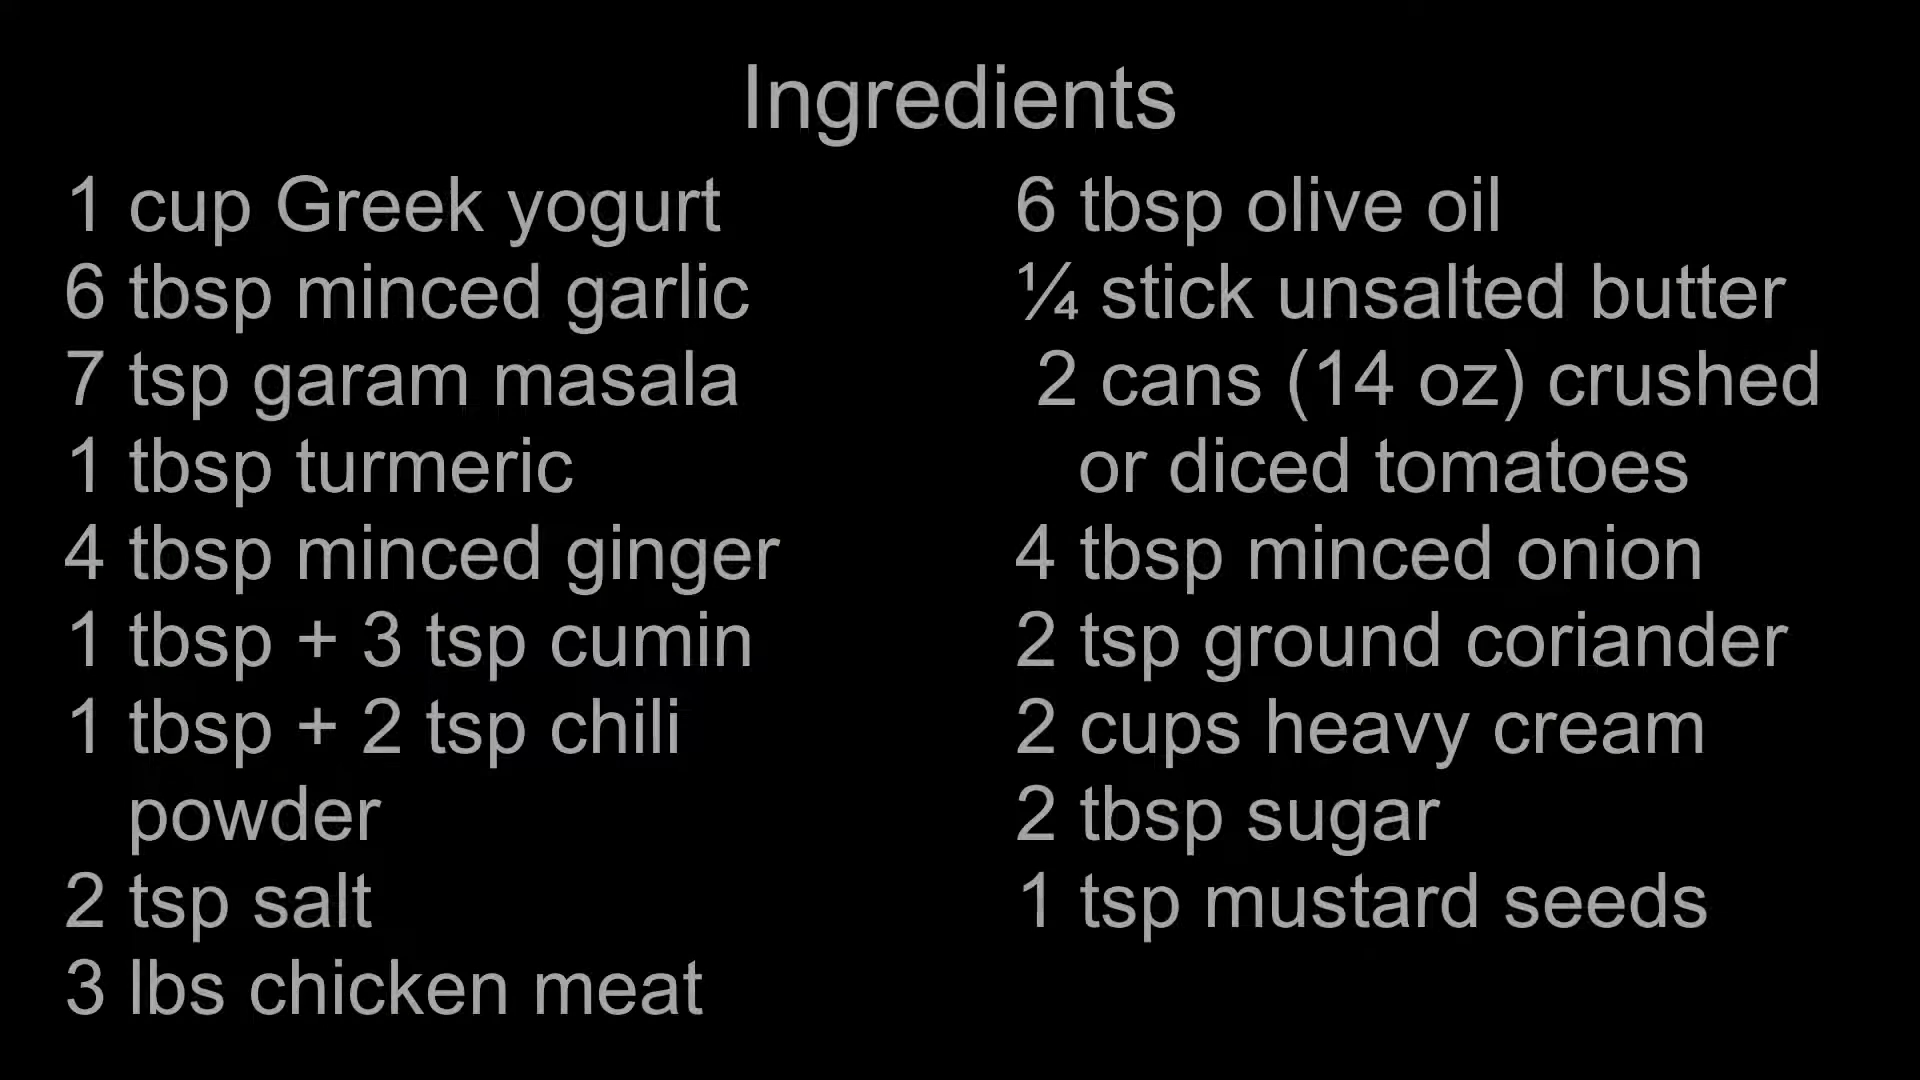 Ingredients
1 cup Greek yogurt
6 tbsp minced garlic
7 tsp garam masala
1 tbsp turmeric
4 tbsp minced ginger
1 tbsp + 3 tsp cumin
1 tbsp + 2 tsp chili
powder
2 tsp salt
3 lbs chicken meat
6 tbsp olive oil
¼ stick unsalted butter
2 cans (14 oz) crushed
or diced tomatoes
4 tbsp minced onion
2 tsp ground coriander
2 cups heavy cream
2 tbsp sugar
1 tsp mustard seeds